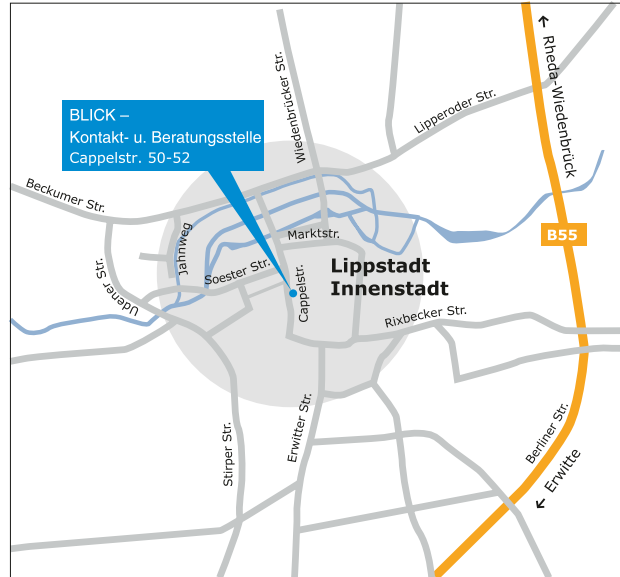 Rheda-Wiedenbrück
Wiedenbrücker Str.
Lipperoder Str.
BLICK –
Kontakt- u. Beratungsstelle
Cappelstr. 50-52
Beckumer Str.
Jahnweg
Marktstr.
B55
Udener Str.
Soester Str.
Cappelstr.
Lippstadt
Innenstadt
Rixbecker Str.
Stirper Str.
Erwitter Str.
Berliner Str.
Erwitte